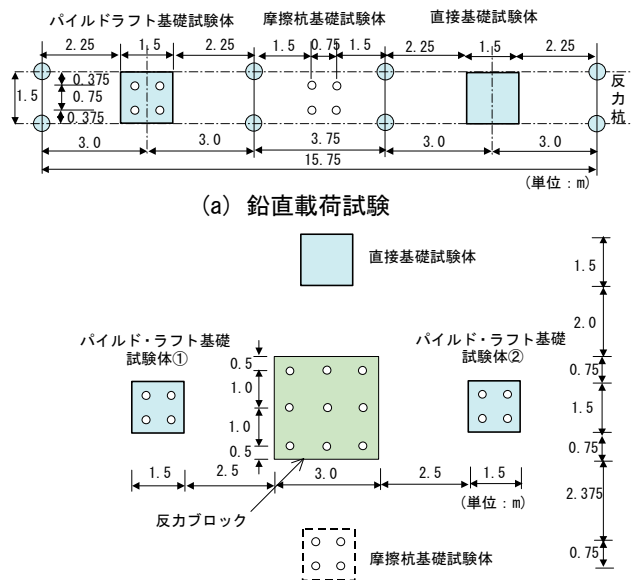 パイルドラフト基礎試験体 摩擦杭基礎試験体 直接基礎試験体
2.25 1.5 2.25 1.5 0.75 1.5 2.25 1.5 2.25
1.5 0.375 反力杭
0.75
0.375
3.0 3.0 3.75 3.0 3.0
15.75
(単位：m)
(a) 鉛直載荷試験
直接基礎試験体 1.5
2.0
パイルド・ラフト基礎 パイルド・ラフト基礎
試験体① 試験体②
0.5 0.75
1.0 1.5
1.0
0.5 0.75
1.5 2.5 3.0 2.5 1.5
(単位：m) 2.375
反力ブロック
摩擦杭基礎試験体 0.75